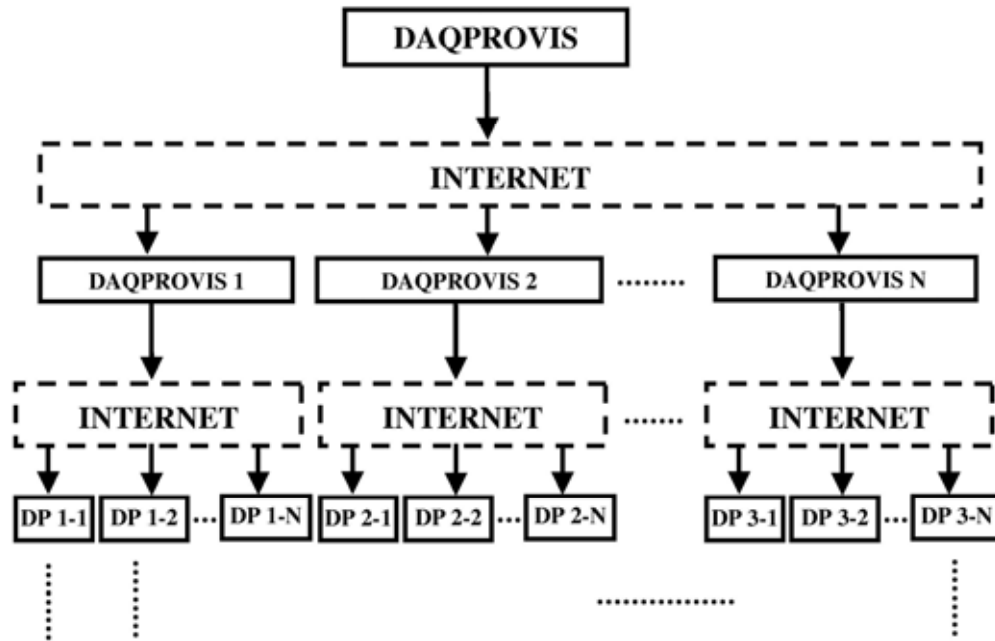 DAQPROVIS
INTERNET
DAQPROVIS 1
DAQPROVIS 2
........
DAQPROVIS N
INTERNET
INTERNET
.......
INTERNET
DP 1-1
DP 1-2
...
DP 1-N
DP 2-1
DP 2-2
...
DP 2-N
DP 3-1
DP 3-2
...
DP 3-N